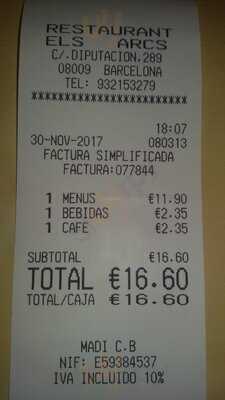 RESTAURANT
ELS ARCS
C/.DIPUTACION,289
08009 BARCELONA
TEL: 932153279
XXXXXXXXXXXXXXXXXXXXXXXX
18:07
30-NOV-2017 080313
FACTURA SIMPLIFICADA
FACTURA:077844
1 MENUS €11.90
1 BEBIDAS €2.35
1 CAFE €2.35
SUBTOTAL €16.60
TOTAL €16.60
TOTAL/CAJA €16.60
MADI C.B
NIF: E59384537
IVA INCLUIDO 10%